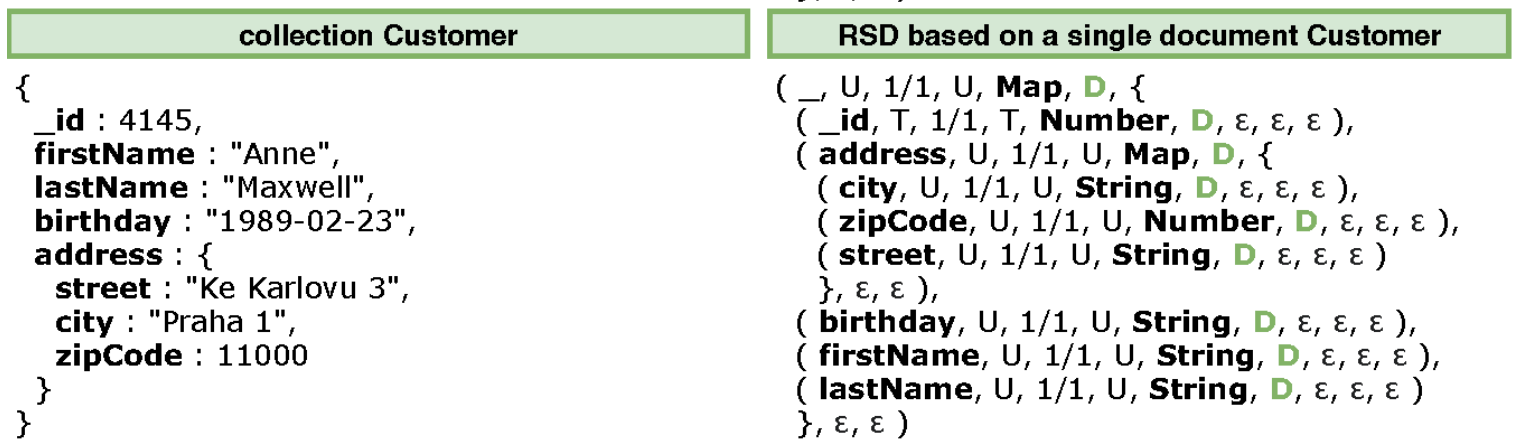 collection Customer
{
_id : 4145,
firstName : "Anne",
lastName : "Maxwell",
birthday : "1989-02-23",
address : {
street : "Ke Karlovu 3",
city : "Praha 1",
zipCode : 11000
}
}
RSD based on a single document Customer
( _, U, 1/1, U, Map, D, {
( _id, T, 1/1, T, Number, D, ε, ε, ε ),
( address, U, 1/1, U, Map, D, {
( city, U, 1/1, U, String, D, ε, ε, ε ),
( zipCode, U, 1/1, U, Number, D, ε, ε, ε ),
( street, U, 1/1, U, String, D, ε, ε, ε )
}, ε, ε ),
( birthday, U, 1/1, U, String, D, ε, ε, ε ),
( firstName, U, 1/1, U, String, D, ε, ε, ε ),
( lastName, U, 1/1, U, String, D, ε, ε, ε )
}, ε, ε )